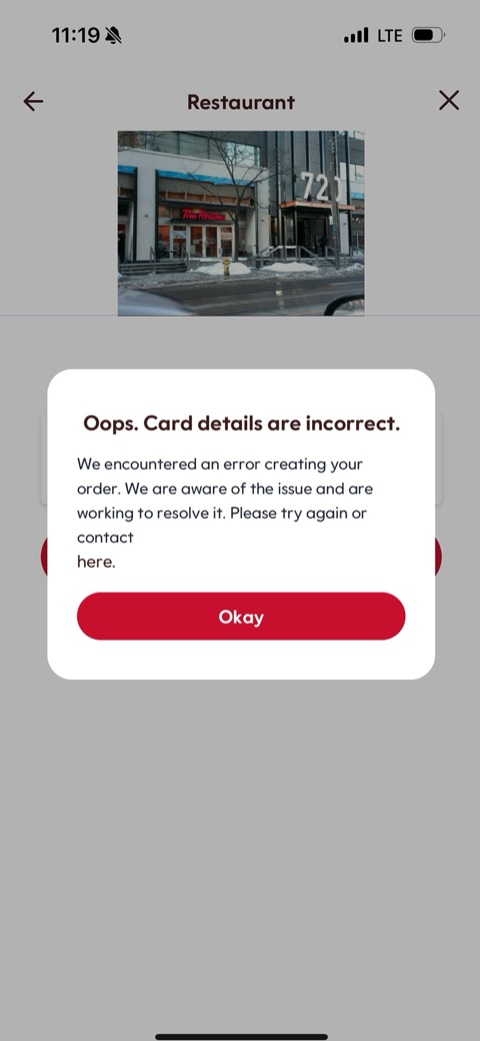 11:19
LTE
Restaurant
Tim Hortons
721
Oops. Card details are incorrect.
We encountered an error creating your
order. We are aware of the issue and are
working to resolve it. Please try again or
contact
here.
Okay